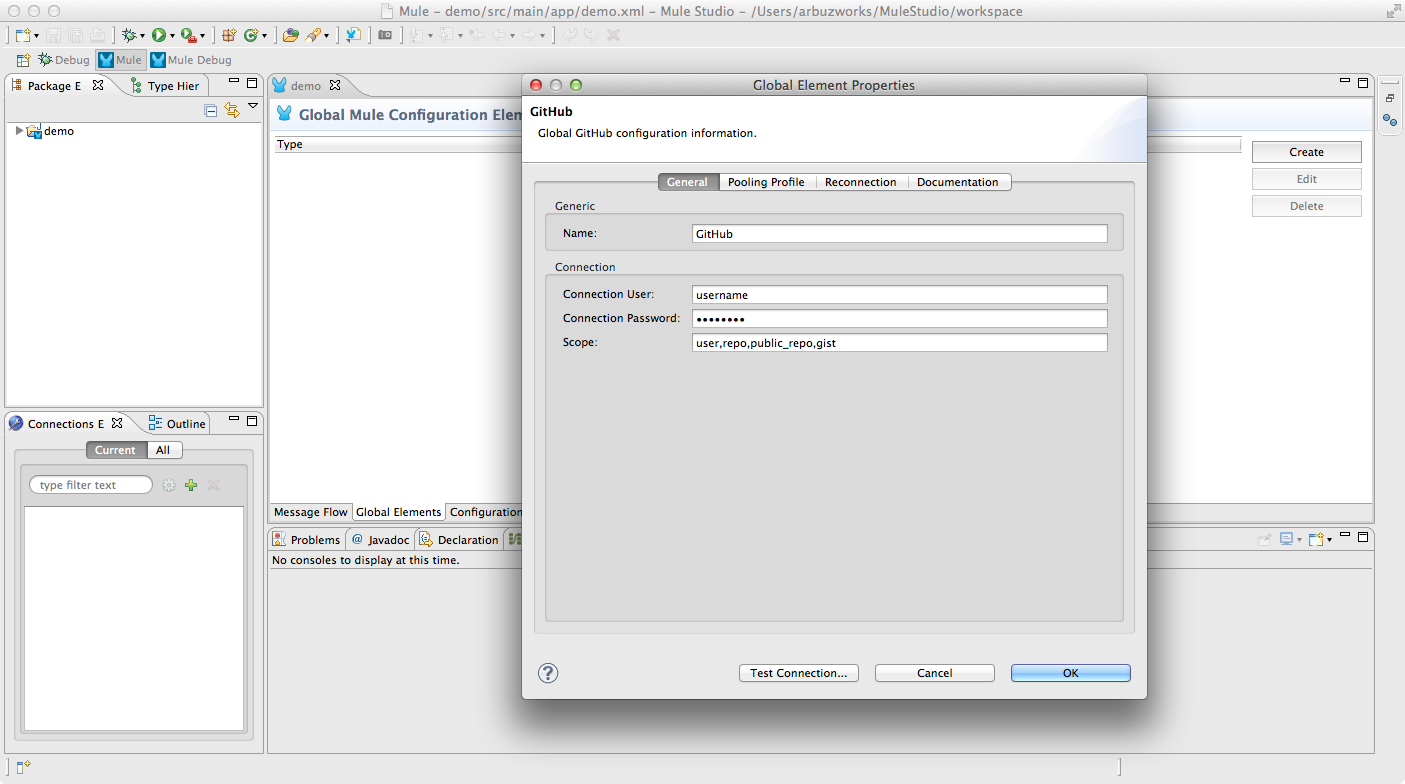 Mule – demo/src/main/app/demo.xml – Mule Studio – /Users/arbuzworks/MuleStudio/workspace
Debug Mule Mule Debug
Package E Type Hier
demo
Connections E Outline
Current All
type filter text
demo
Global Mule Configuration Elem
Type
Create
Edit
Delete
Message Flow Global Elements Configuration
Problems @ Javadoc Declaration
No consoles to display at this time.
Global Element Properties
GitHub
Global GitHub configuration information.
General Pooling Profile Reconnection Documentation
Generic
Name: GitHub
Connection
Connection User: username
Connection Password: ••••••••
Scope: user,repo,public_repo,gist
? Test Connection... Cancel OK